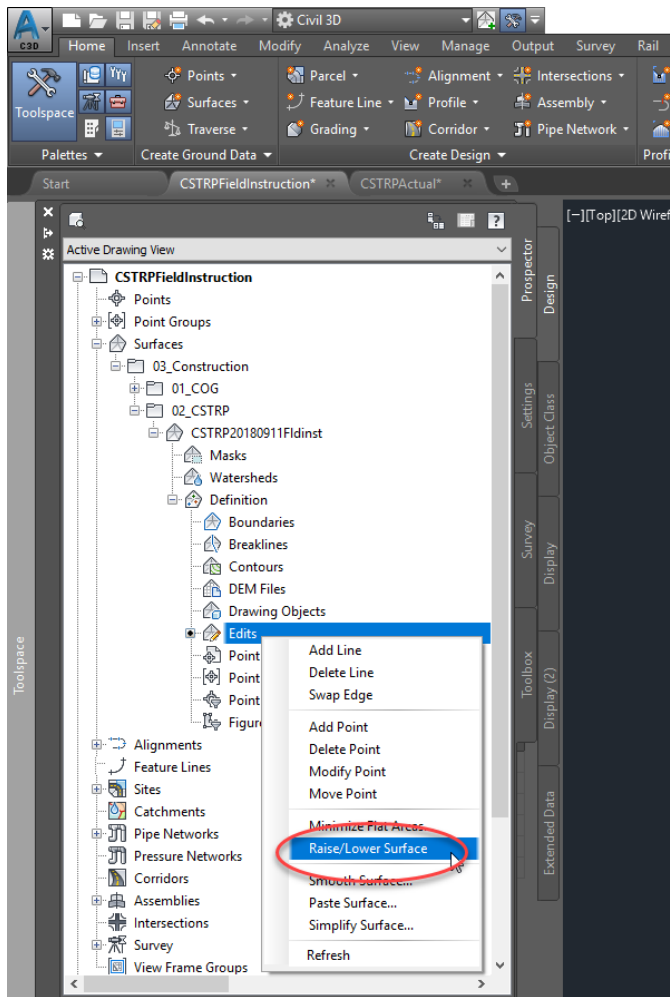 C3D
Civil 3D
Home Insert Annotate Modify Analyze View Manage Output Survey Rail
Toolspace
Points Parcel Alignment Intersections
Surfaces Feature Line Profile Assembly
Traverse Grading Corridor Pipe Network
Palettes Create Ground Data Create Design Profi
Start CSTRPFieldInstruction* CSTRPActual*
[−][Top][2D Wiref
Active Drawing View
CSTRPFieldInstruction
Points
Point Groups
Surfaces
03_Construction
01_COG
02_CSTRP
CSTRP20180911FIdinst
Masks
Watersheds
Definition
Boundaries
Breaklines
Contours
DEM Files
Drawing Objects
Edits
Point
Point
Point
Figure
Add Line
Delete Line
Swap Edge
Add Point
Delete Point
Modify Point
Move Point
Minimize Flat Areas...
Raise/Lower Surface
Smooth Surface...
Paste Surface...
Simplify Surface...
Refresh
Alignments
Feature Lines
Sites
Catchments
Pipe Networks
Pressure Networks
Corridors
Assemblies
Intersections
Survey
View Frame Groups
Toolspace
Prospector
Settings
Survey
Toolbox
Design
Object Class
Display
Display (2)
Extended Data